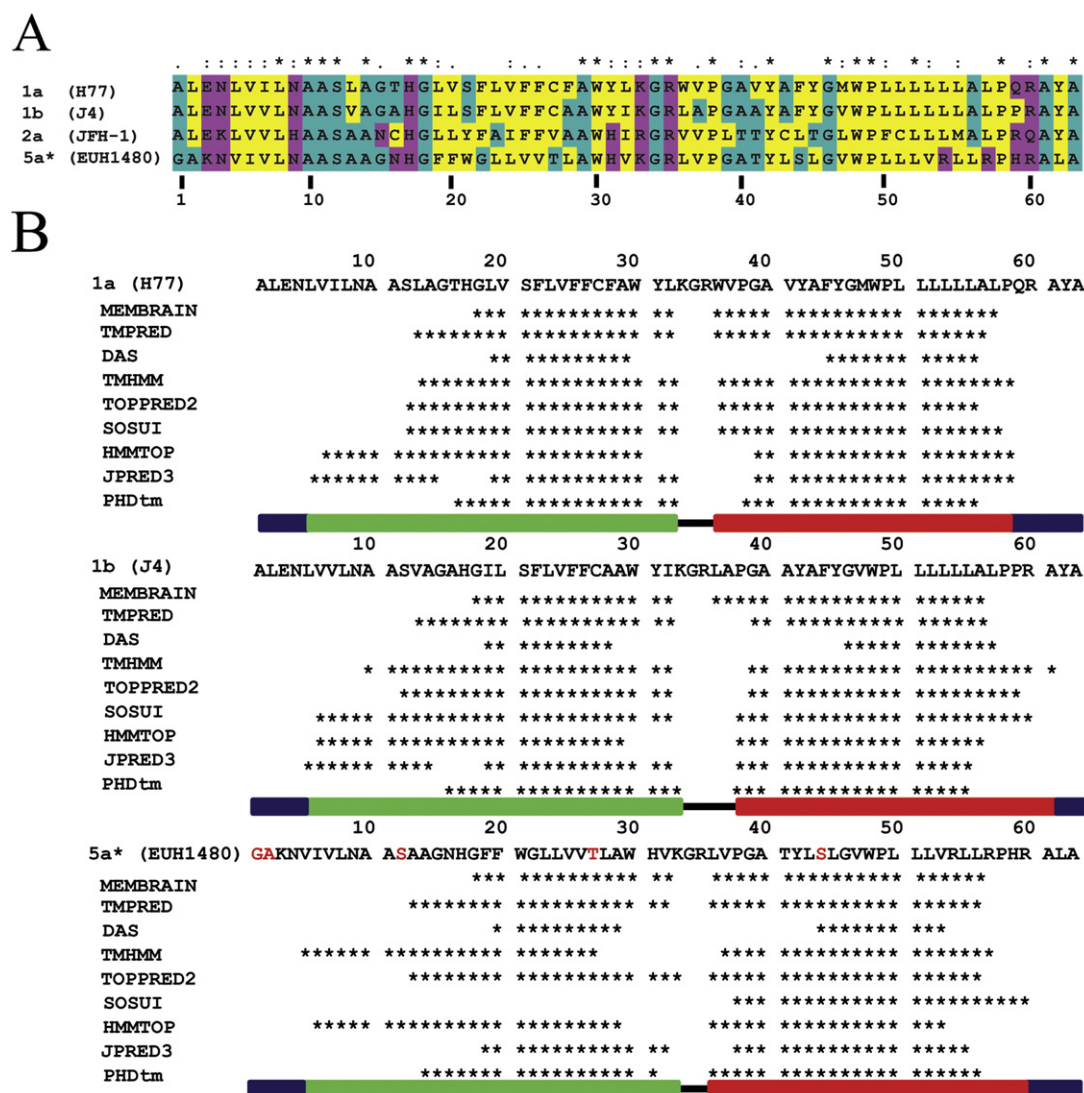 A
. : : : : * * * * * . * * : . . : * * : * * * : . * : * * : : : * : * *
1a (H77) A L E N L V I L N A A S L A G T H G L V S F L V F F C F A W Y L K G R W V P G A V Y A F Y G M W P L L L L L L A L P Q R A Y A
1b (J4) A L E N L V V L N A A S V A G A H G I L S F L V F F C A A W Y I K G R L A P G A A Y A F Y G V W P L L L L L L A L P P R A Y A
2a (JFH-1) A L E K L V V L H A A S A A N C H G L L Y F A I F F V A A W H I R G R V V P L T T Y C L T G L W P F C L L L M A L P R Q A Y A
5a* (EUH1480) G A K N V I V L N A A S A A G N H G F F W G L L V V T L A W H V K G R L V P G A T Y L S L G V W P L L L V R L L R P H R A L A
1 10 20 30 40 50 60
B
10 20 30 40 50 60
1a (H77) ALENLVILNA ASLAGTHGLV SFLVFFCFAW YLKGRWVPGA VYAFYGMWPL LLLLLALPQR AYA
MEMBRAIN *** ********* ** ***** ********* ******
TMPRED ******* ********* ** ***** ********* *****
DAS ** ******** ****** *****
TMHMM ******* ********* ** ***** ********* *******
TOPPRED2 ******** ********* ** ***** ********* *****
SOSUI ******** ********* ** ***** ********* ******
HMMTOP ***** ********* ********* ** ********* *******
JPRED3 ****** **** ** ********* ** ** ********* *******
PHDtm ***** ********* ** *** ********* *****
10 20 30 40 50 60
1b (J4) ALENLVVLNA ASVAGAHGIL SFLVFFCAAW YIKGRLAPGA AYAFYGVWPL LLLLLALPPR AYA
MEMBRAIN *** ********* ** ***** ********* *****
TMPRED ******* ********* ** ** ********* *****
DAS ** ******* ***** ******
TMHMM * ********* ********* ** ** ********* ********* *
TOPPRED2 ******** ********* ** ** ********* ********
SOSUI ***** ********* ********* ** *** ********* *********
HMMTOP ***** ********* ******** *** ********* *****
JPRED3 ****** **** ** ********* ** *** ********* ****
PHDtm ***** ********* *** *** ********* ****
10 20 30 40 50 60
5a* (EUH1480) GAKNVIVLNA ASAAGNHGFF WGLLVVTLAW HVKGRLVPGA TYLSLGVWPL LLVRLLRPHR ALA
MEMBRAIN *** ********* ** **** ********* *****
TMPRED ******* ********* ** ***** ********* *****
DAS * ******** ****** ***
TMHMM ****** ********* ****** **** ********* ******
TOPPRED2 ******* ********* *** ***** ********* *****
SOSUI *** ********* *********
HMMTOP ***** ********* ******** **** ********* ***
JPRED3 ** ********* ** *** ********* ****
PHDtm ****** ********* * **** ********* *****